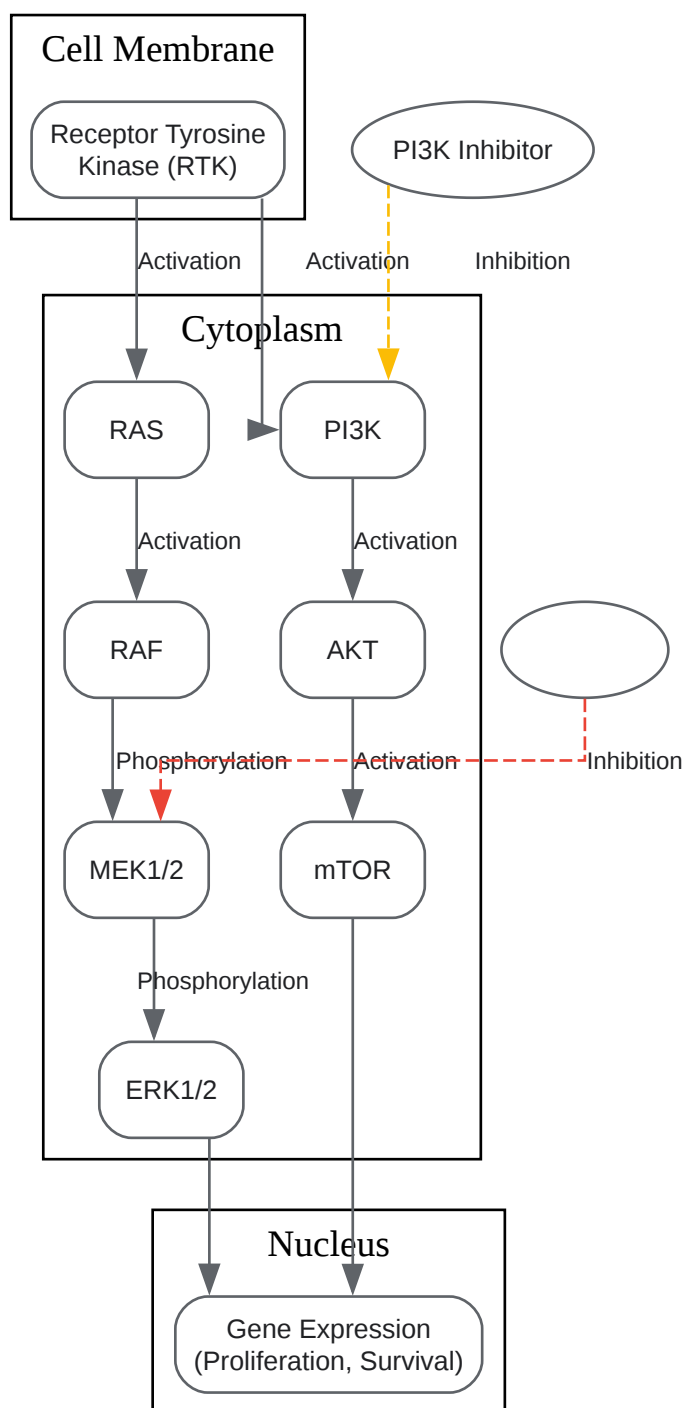 Cell Membrane
Receptor Tyrosine
Kinase (RTK)
PI3K Inhibitor
Activation
Activation
Inhibition
Cytoplasm
RAS
PI3K
Activation
Activation
RAF
AKT
Phosphorylation
Activation
Inhibition
MEK1/2
mTOR
Phosphorylation
ERK1/2
Nucleus
Gene Expression
(Proliferation, Survival)